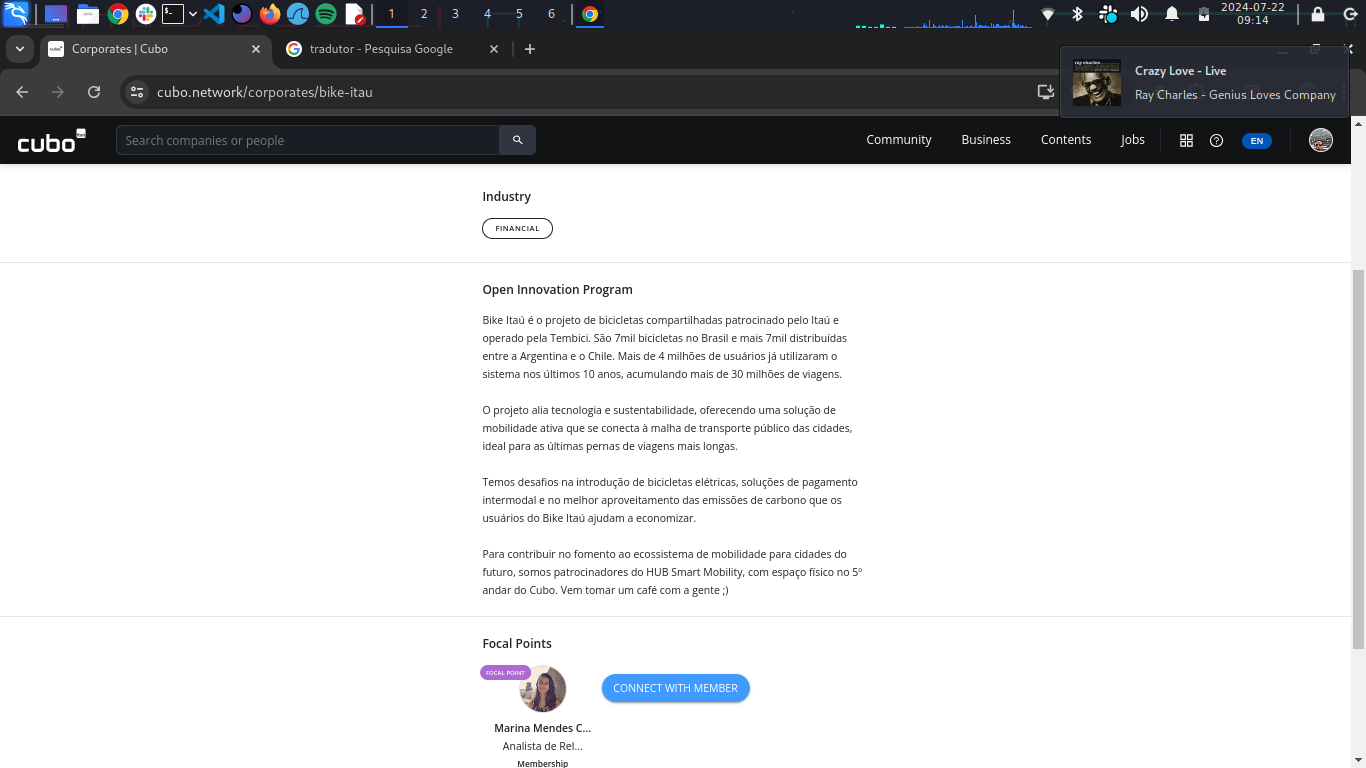 1 2 3 4 5 6
2024-07-22
09:14
Corporates | Cubo
tradutor - Pesquisa Google
cubo.network/corporates/bike-itau
Crazy Love - Live
Ray Charles - Genius Loves Company
cubo
Search companies or people
Community Business Contents Jobs EN
Industry
FINANCIAL
Open Innovation Program
Bike Itaú é o projeto de bicicletas compartilhadas patrocinado pelo Itaú e
operado pela Tembici. São 7mil bicicletas no Brasil e mais 7mil distribuídas
entre a Argentina e o Chile. Mais de 4 milhões de usuários já utilizaram o
sistema nos últimos 10 anos, acumulando mais de 30 milhões de viagens.
O projeto alia tecnologia e sustentabilidade, oferecendo uma solução de
mobilidade ativa que se conecta à malha de transporte público das cidades,
ideal para as últimas pernas de viagens mais longas.
Temos desafios na introdução de bicicletas elétricas, soluções de pagamento
intermodal e no melhor aproveitamento das emissões de carbono que os
usuários do Bike Itaú ajudam a economizar.
Para contribuir no fomento ao ecossistema de mobilidade para cidades do
futuro, somos patrocinadores do HUB Smart Mobility, com espaço físico no 5º
andar do Cubo. Vem tomar um café com a gente ;)
Focal Points
FOCAL POINT
CONNECT WITH MEMBER
Marina Mendes C...
Analista de Rel...
Membership